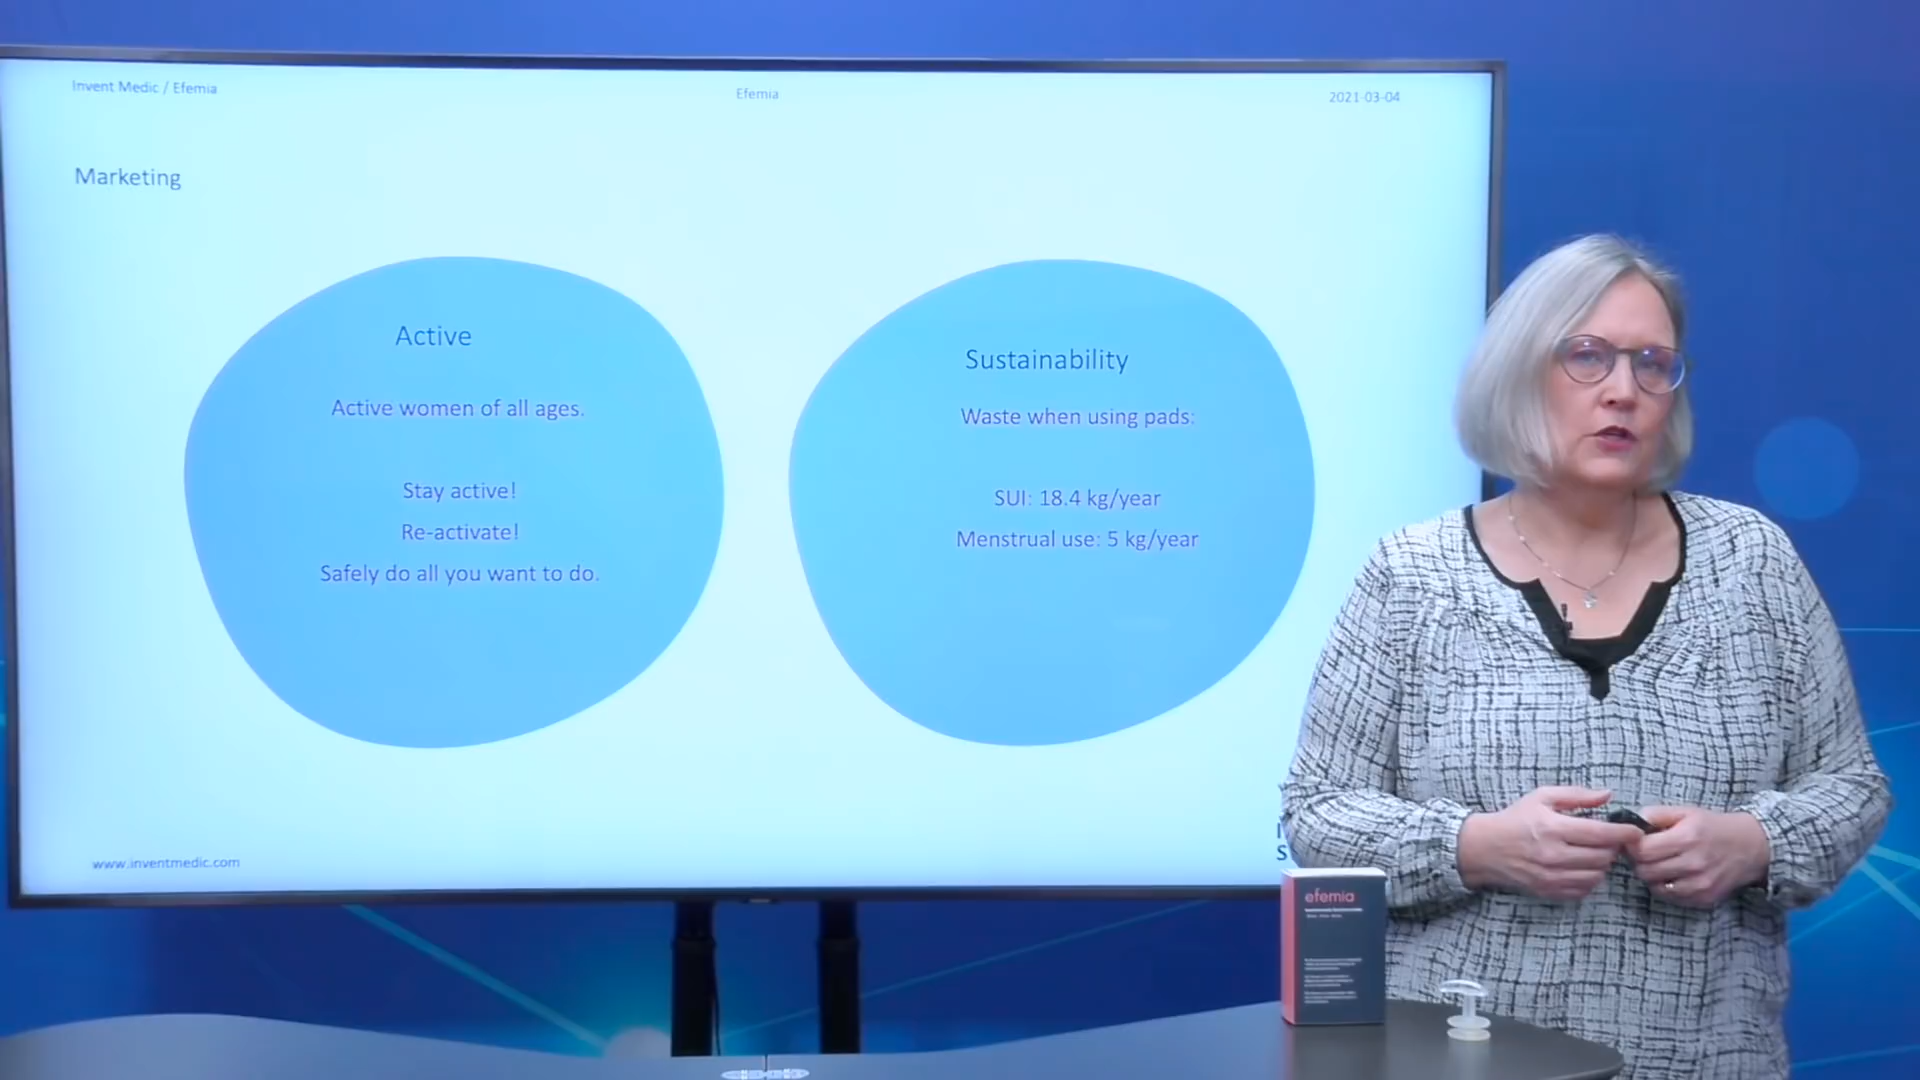 Invent Medic / Efemia
Efemia
2021-03-04
Marketing
Active
Active women of all ages.
Stay active!
Re-activate!
Safely do all you want to do.
Sustainability
Waste when using pads:
SUI: 18.4 kg/year
Menstrual use: 5 kg/year
www.inventmedic.com
I
S
efemia